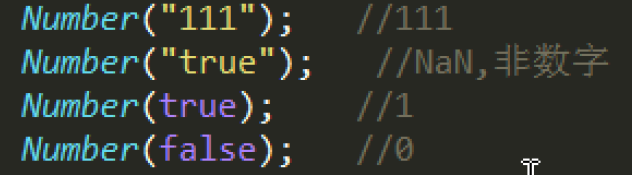 Number("111");   //111
Number("true");   //NaN,非数字
Number(true);    //1
Number(false);   //0